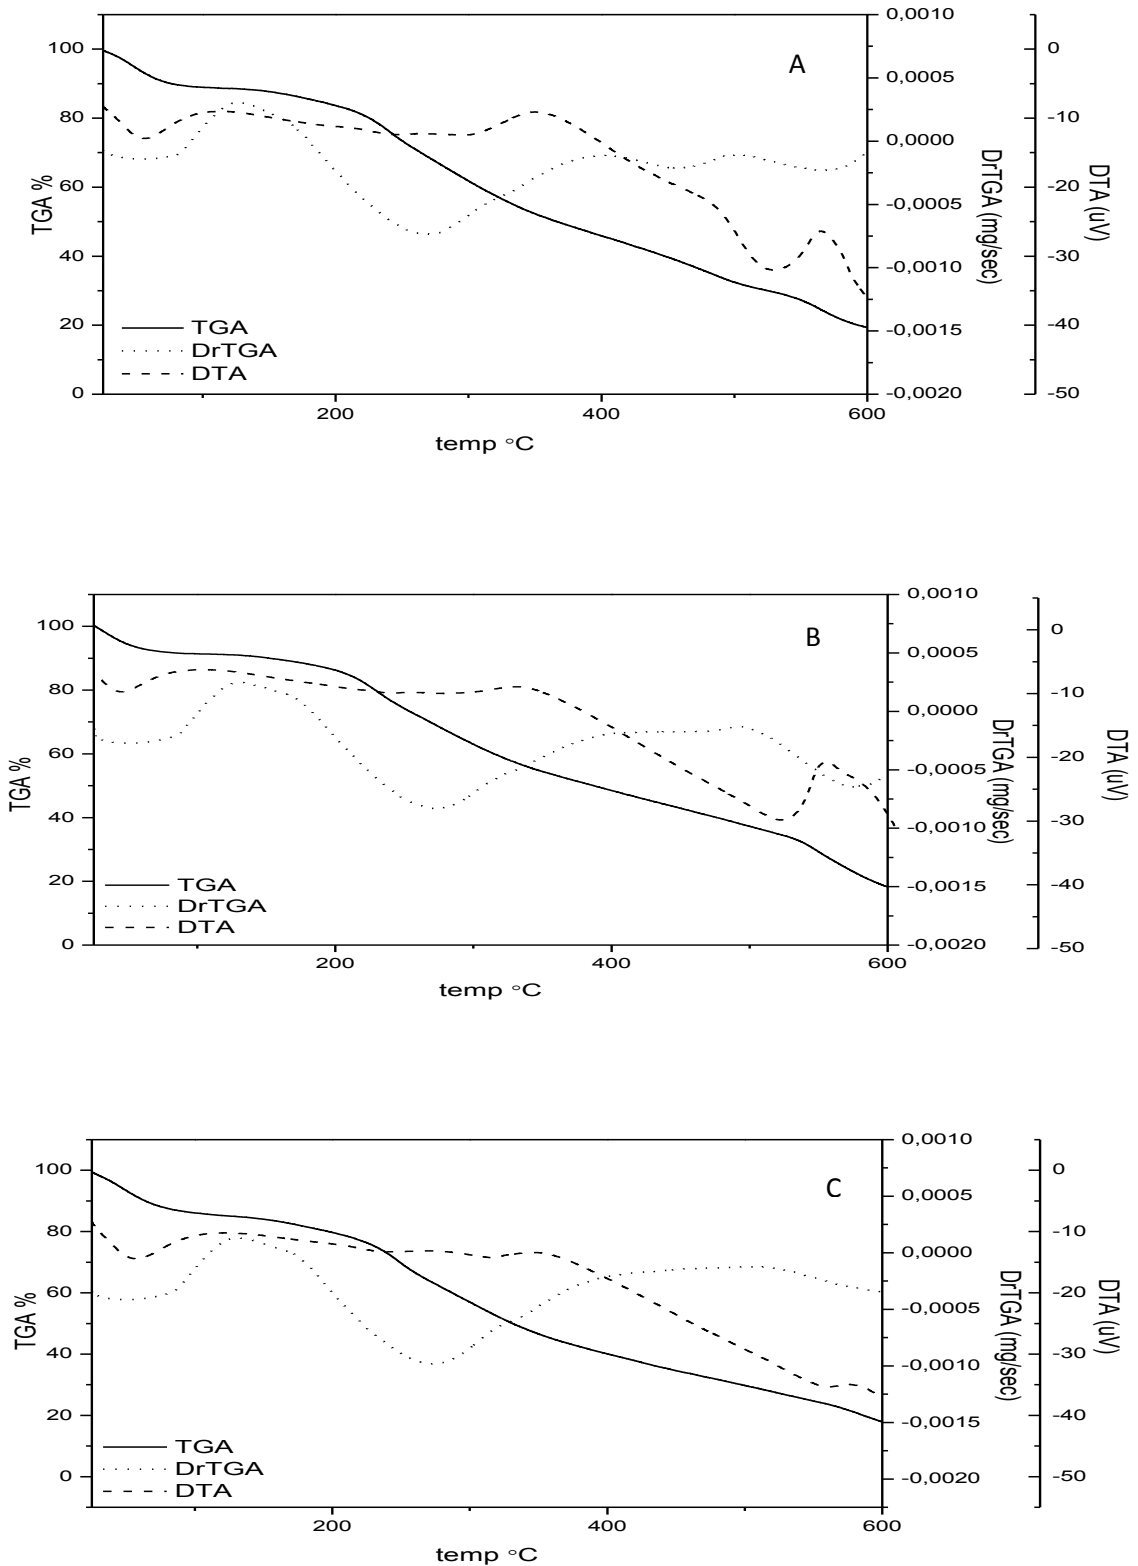 A
100
80
60
40
20
0
TGA %
TGA
DrTGA
DTA
200
400
600
temp °C
0,0010
0,0005
0,0000
-0,0005
-0,0010
-0,0015
-0,0020
DrTGA (mg/sec)
0
-10
-20
-30
-40
-50
DTA (uV)
B
100
80
60
40
20
0
TGA %
TGA
DrTGA
DTA
200
400
600
temp °C
0,0010
0,0005
0,0000
-0,0005
-0,0010
-0,0015
-0,0020
DrTGA (mg/sec)
0
-10
-20
-30
-40
-50
DTA (uV)
C
100
80
60
40
20
0
TGA %
TGA
DrTGA
DTA
200
400
600
temp °C
0,0010
0,0005
0,0000
-0,0005
-0,0010
-0,0015
-0,0020
DrTGA (mg/sec)
0
-10
-20
-30
-40
-50
DTA (uV)